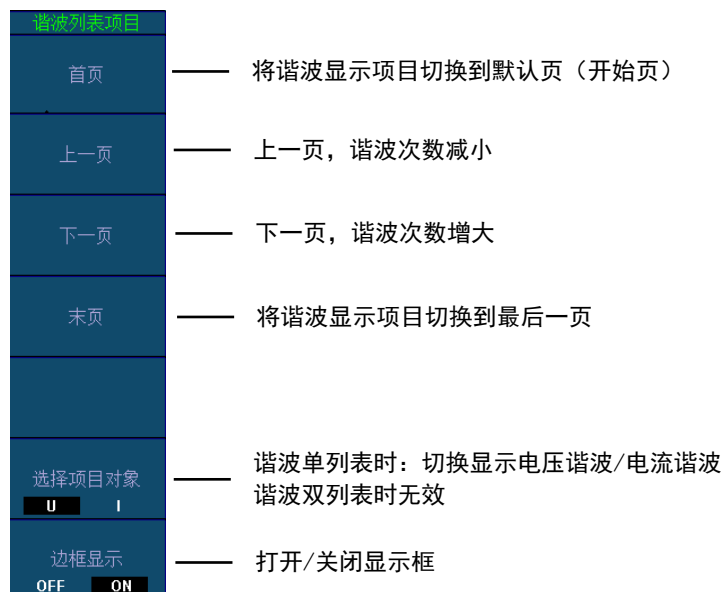 谐波列表项目
首页
将谐波显示项目切换到默认页（开始页）
上一页
上一页，谐波次数减小
下一页
下一页，谐波次数增大
末页
将谐波显示项目切换到最后一页
选择项目对象
U I
谐波单列表时：切换显示电压谐波/电流谐波
谐波双列表时无效
边框显示
OFF ON
打开/关闭显示框